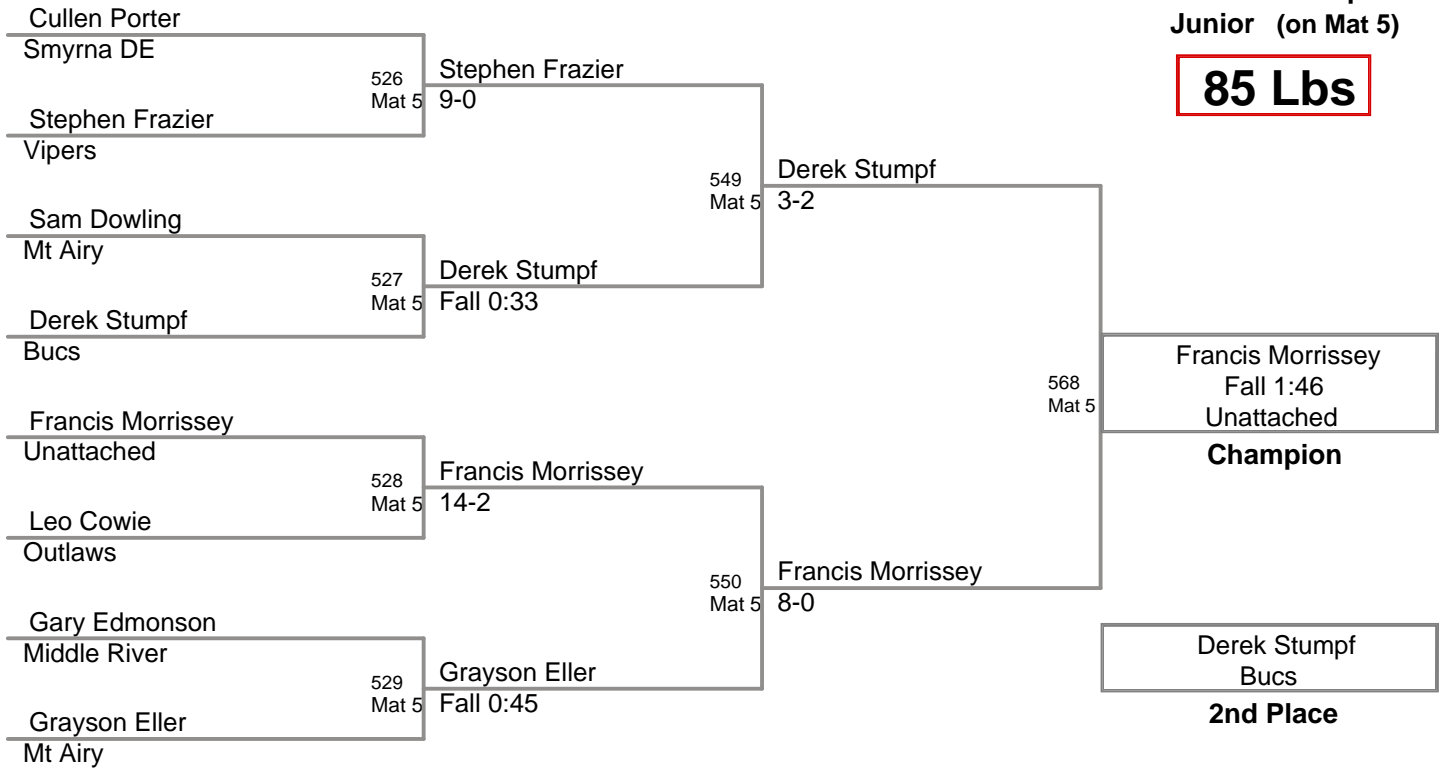 Junior (on Mat 5)
85 Lbs
Cullen Porter
Smyrna DE
526
Mat 5
Stephen Frazier
9-0
Stephen Frazier
Vipers
549
Mat 5
Derek Stumpf
3-2
Sam Dowling
Mt Airy
527
Mat 5
Derek Stumpf
Fall 0:33
Derek Stumpf
Bucs
568
Mat 5
Francis Morrissey
Fall 1:46
Unattached
Champion
Francis Morrissey
Unattached
528
Mat 5
Francis Morrissey
14-2
Leo Cowie
Outlaws
550
Mat 5
Francis Morrissey
8-0
Gary Edmonson
Middle River
529
Mat 5
Grayson Eller
Fall 0:45
Grayson Eller
Mt Airy
Derek Stumpf
Bucs
2nd Place